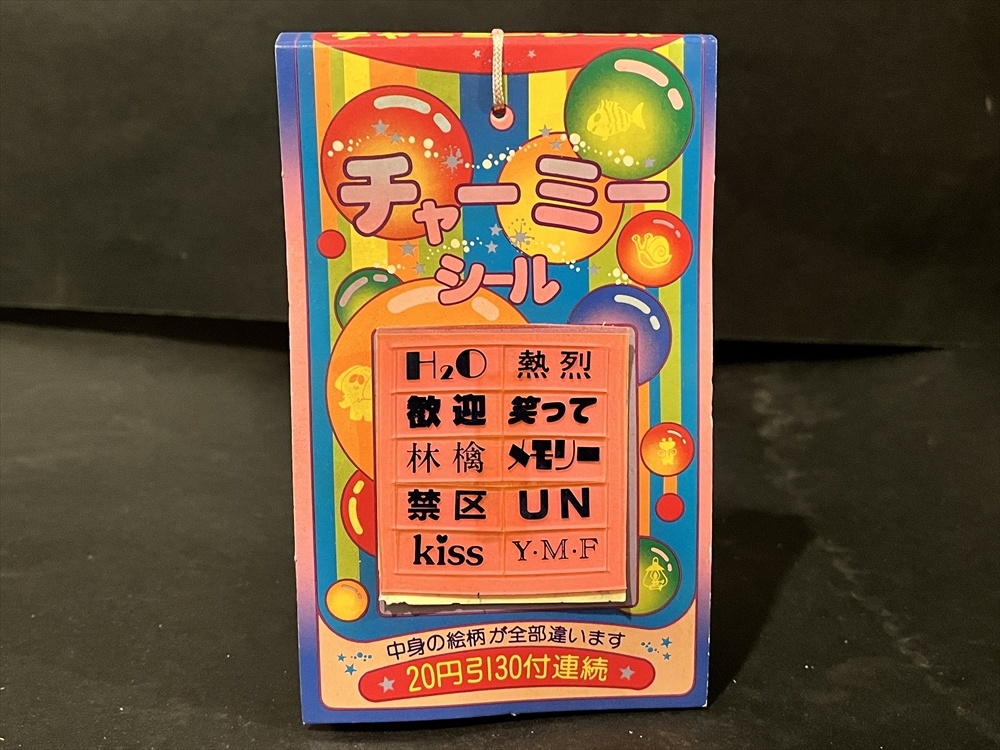 チャーミー
シール
H₂O 熱烈
歓迎 笑って
林檎 メモリー
禁区 UN
kiss Y・M・F
中身の絵柄が全部違います
20円引30付連続